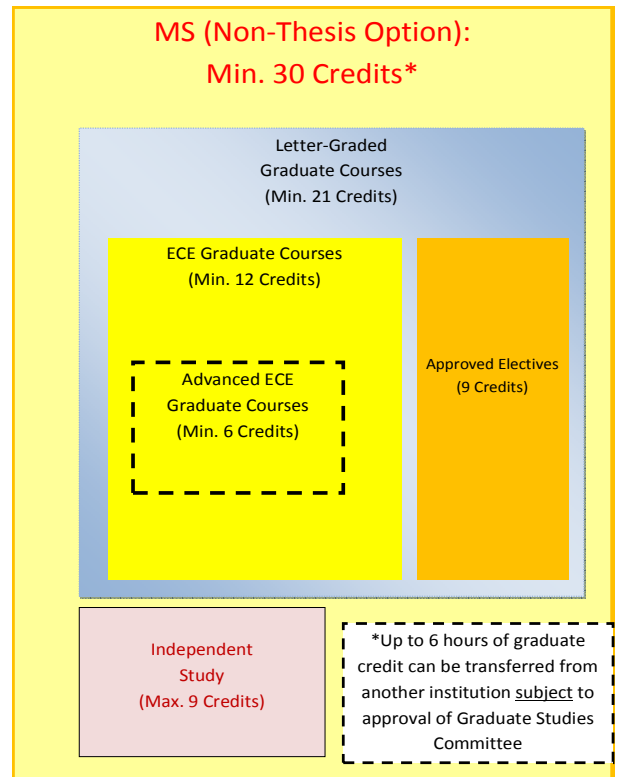 MS (Non-Thesis Option):
Min. 30 Credits*
Letter-Graded
Graduate Courses
(Min. 21 Credits)
ECE Graduate Courses
(Min. 12 Credits)
Advanced ECE
Graduate Courses
(Min. 6 Credits)
Approved Electives
(9 Credits)
Independent
Study
(Max. 9 Credits)
*Up to 6 hours of graduate
credit can be transferred from
another institution subject to
approval of Graduate Studies
Committee